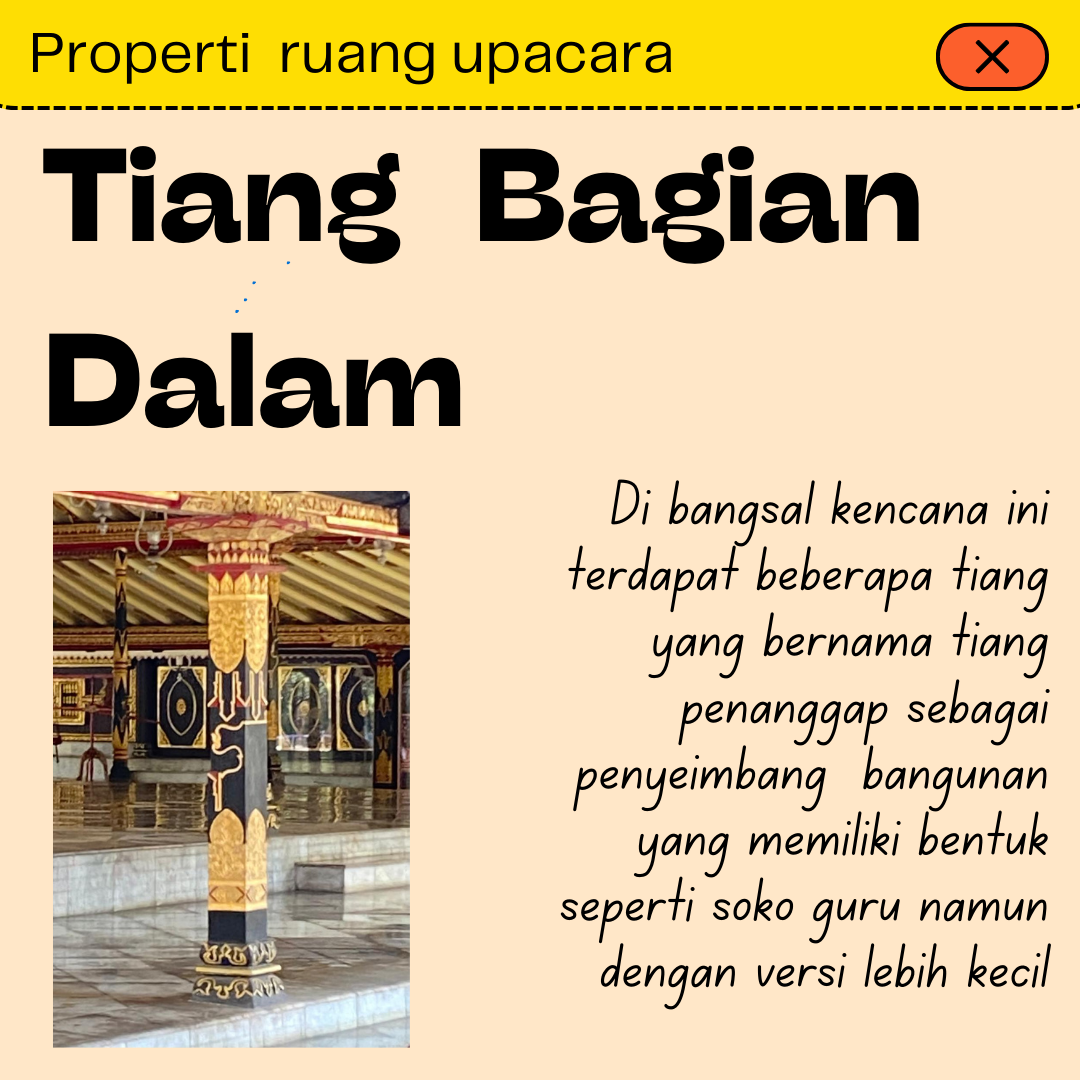 Properti ruang upacara
Tiang Bagian
Dalam
Di bangsal kencana ini
terdapat beberapa tiang
yang bernama tiang
penanggap sebagai
penyeimbang bangunan
yang memiliki bentuk
seperti soko guru namun
dengan versi lebih kecil